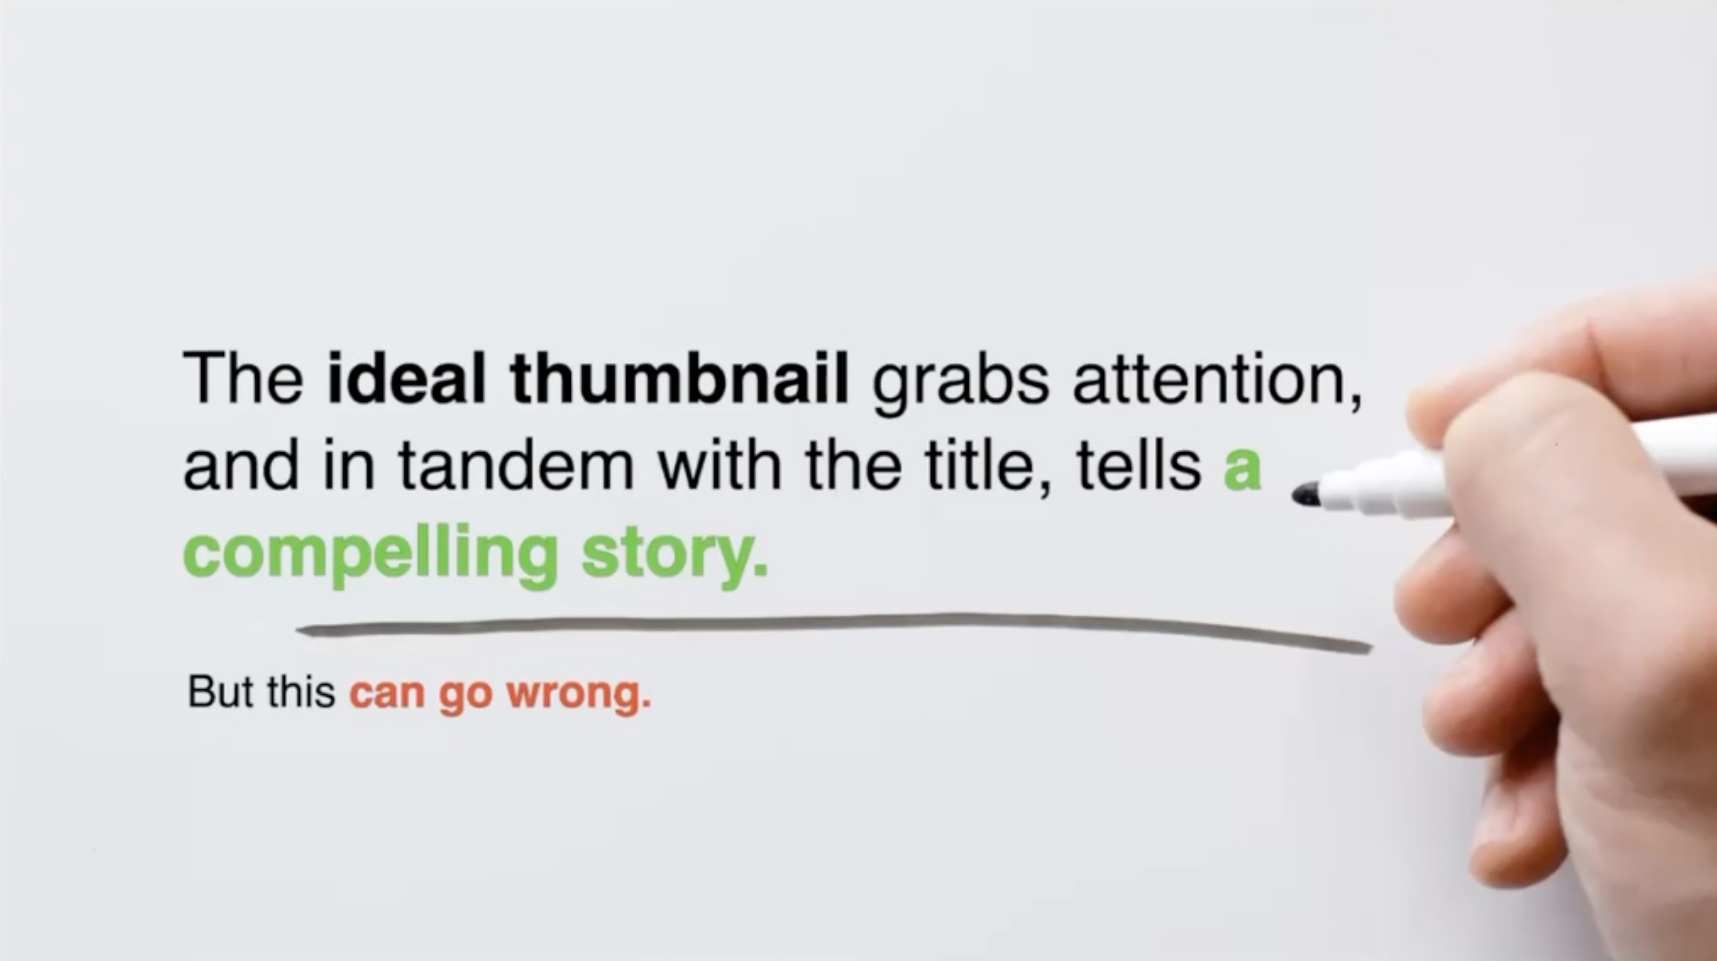 The ideal thumbnail grabs attention,
and in tandem with the title, tells a
compelling story.
But this can go wrong.